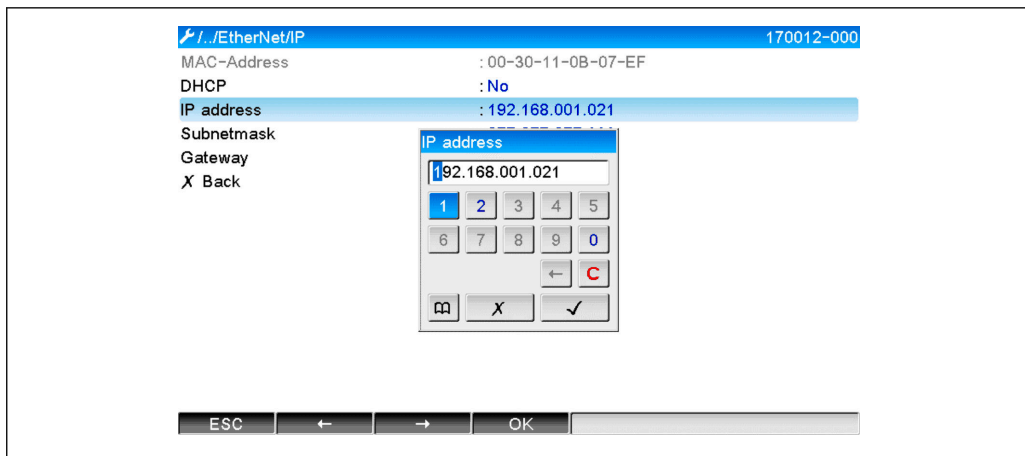 /../EtherNet/IP 170012-000
MAC-Address : 00-30-11-0B-07-EF
DHCP : No
IP address : 192.168.001.021
Subnetmask
Gateway
X Back
IP address
192.168.001.021
1 2 3 4 5
6 7 8 9 0
← C
X ✓
ESC ← → OK